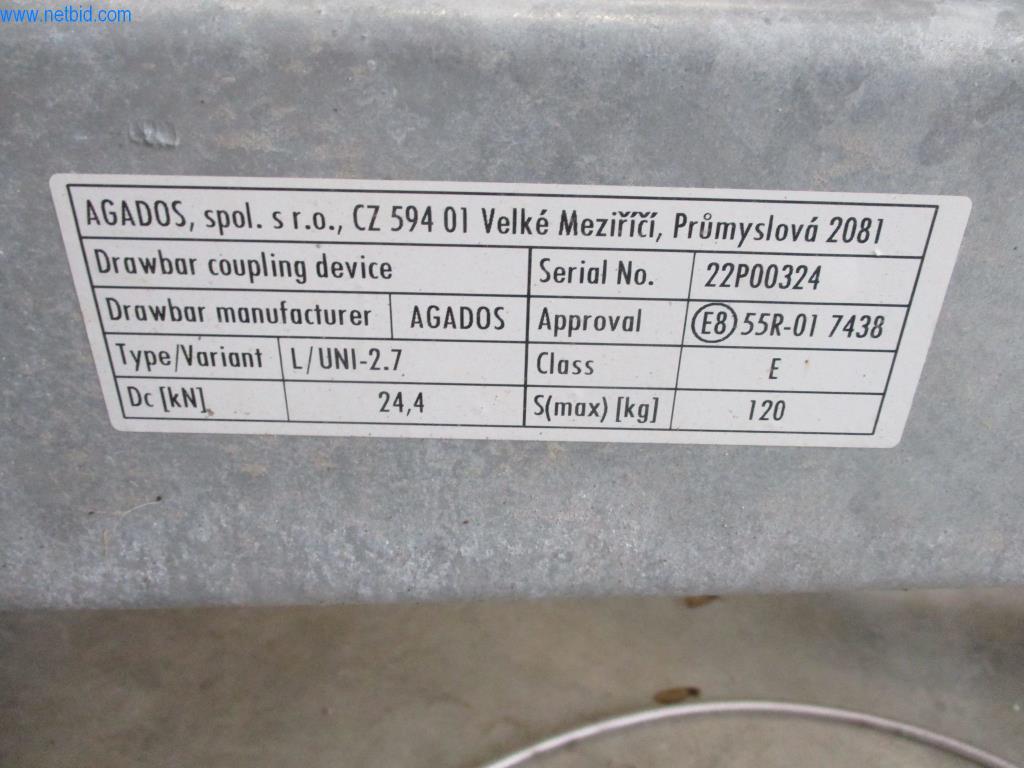 www.netbid.com
AGADOS, spol. s r.o., CZ 594 01 Velké Meziříčí, Průmyslová 2081
Drawbar coupling device Serial No. 22P00324
Drawbar manufacturer AGADOS Approval E8 55R-01 7438
Type/Variant L/UNI-2.7 Class E
Dc [kN] 24,4 S(max) [kg] 120